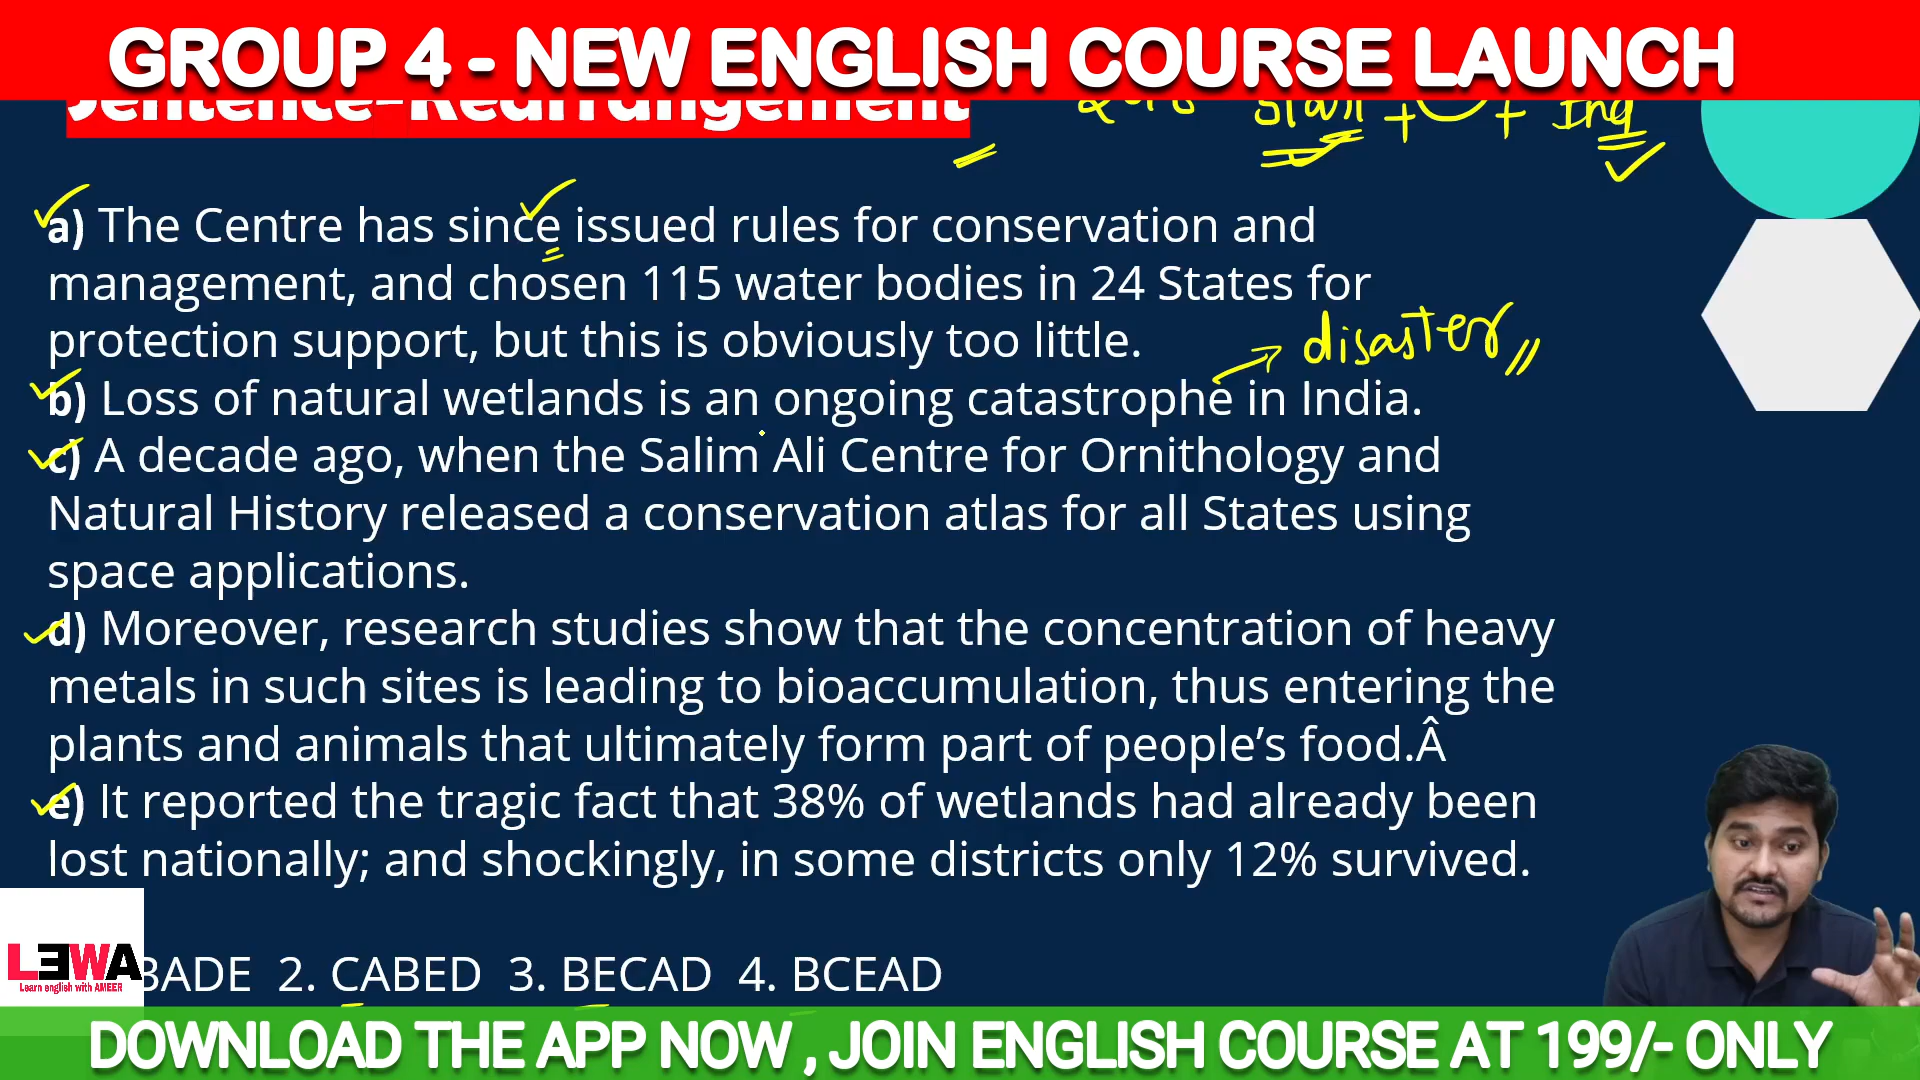 GROUP 4 - NEW ENGLISH COURSE LAUNCH
Sentence-Rearrangement
Start + + Ing
a) The Centre has since issued rules for conservation and
management, and chosen 115 water bodies in 24 States for
protection support, but this is obviously too little.
disaster
b) Loss of natural wetlands is an ongoing catastrophe in India.
c) A decade ago, when the Salim Ali Centre for Ornithology and
Natural History released a conservation atlas for all States using
space applications.
d) Moreover, research studies show that the concentration of heavy
metals in such sites is leading to bioaccumulation, thus entering the
plants and animals that ultimately form part of people’s food.Â
e) It reported the tragic fact that 38% of wetlands had already been
lost nationally; and shockingly, in some districts only 12% survived.
BADE 2. CABED 3. BECAD 4. BCEAD
LEWA
Learn english with AMEER
DOWNLOAD THE APP NOW , JOIN ENGLISH COURSE AT 199/- ONLY